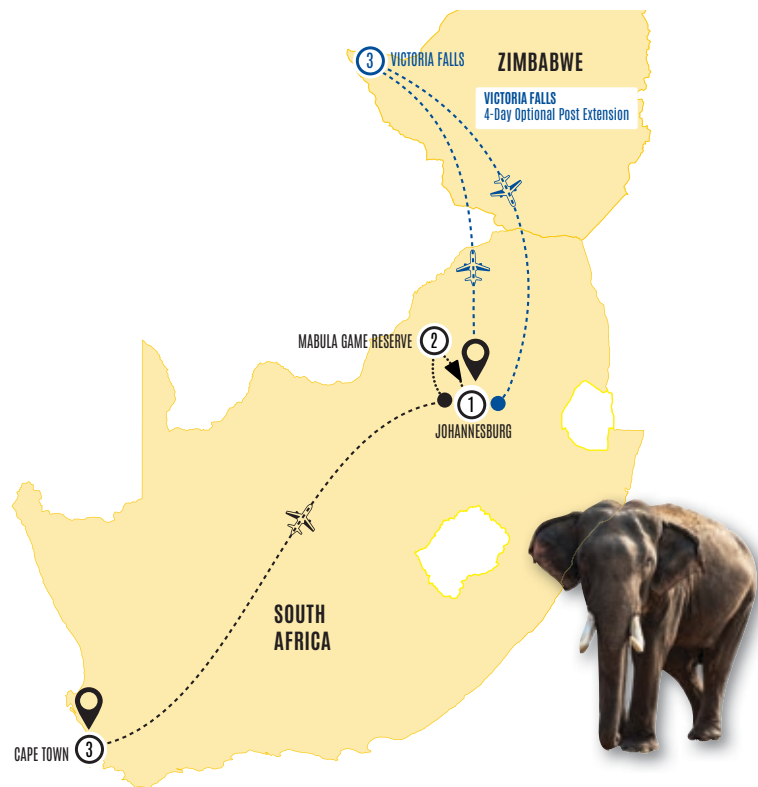 3
VICTORIA FALLS
ZIMBABWE
VICTORIA FALLS
4-Day Optional Post Extension
MABULA GAME RESERVE
2
1
JOHANNESBURG
SOUTH
AFRICA
CAPE TOWN
3